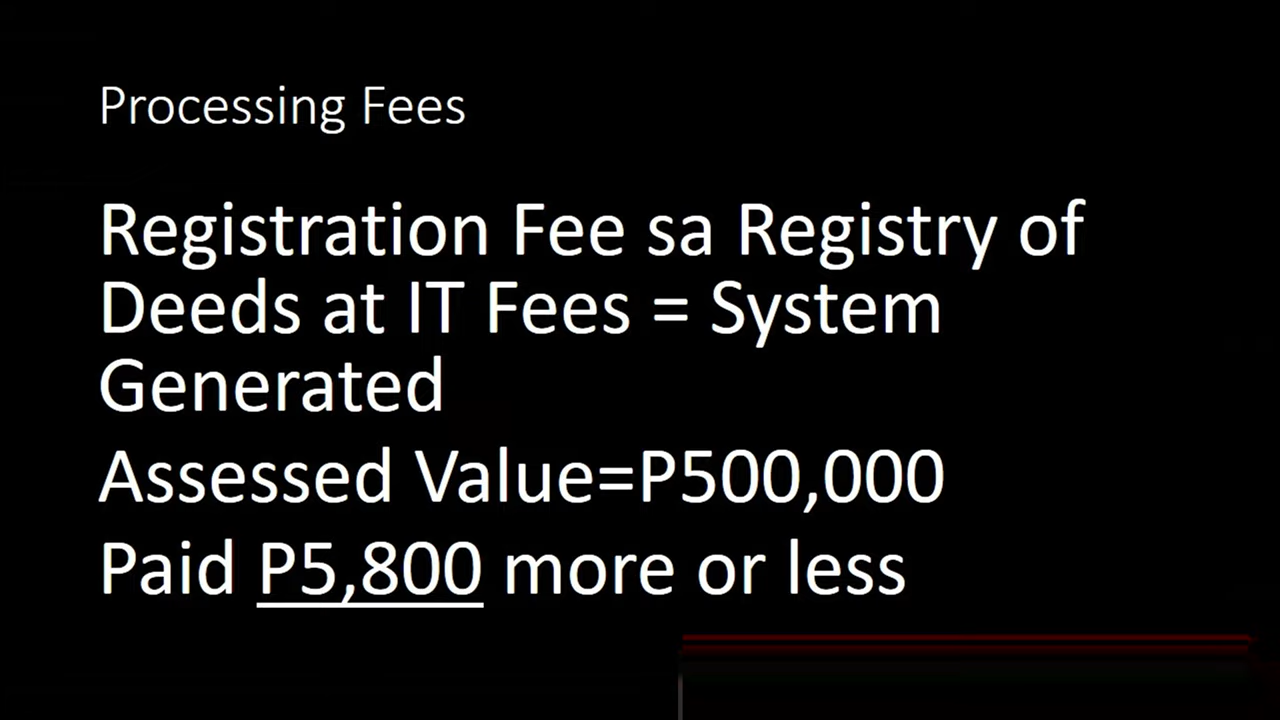 Processing Fees
Registration Fee sa Registry of
Deeds at IT Fees = System
Generated
Assessed Value=P500,000
Paid P5,800 more or less